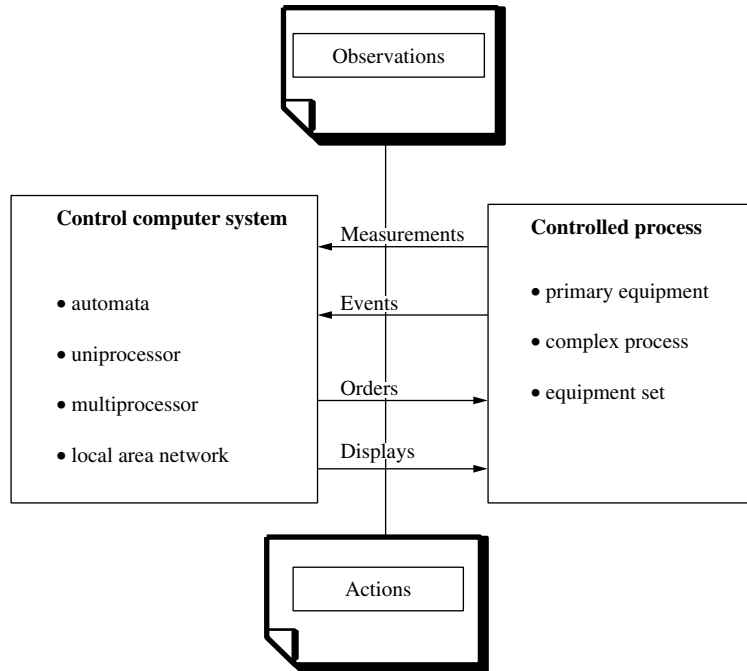 Observations
Control computer system
• automata
• uniprocessor
• multiprocessor
• local area network
Measurements
Events
Orders
Displays
Controlled process
• primary equipment
• complex process
• equipment set
Actions